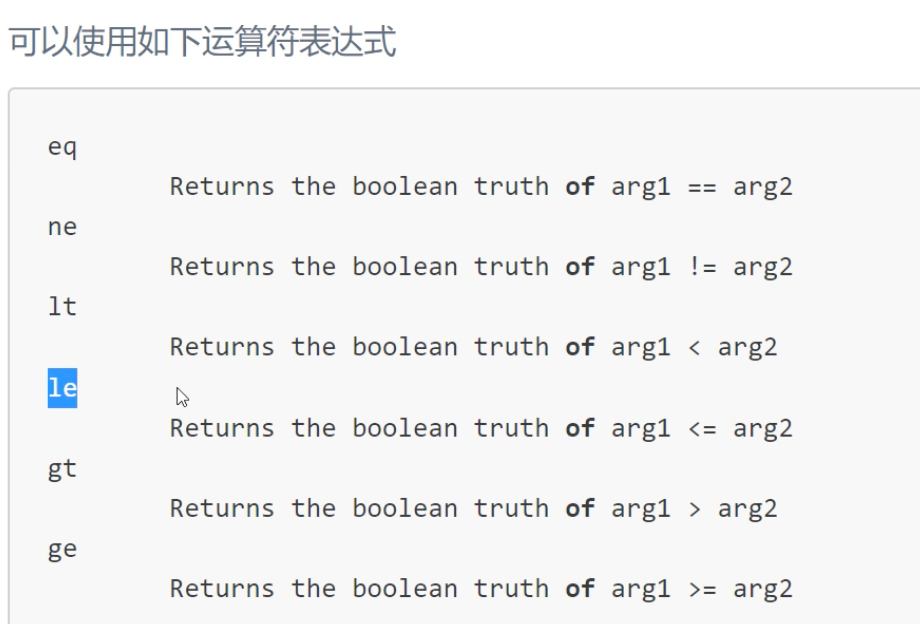 可以使用如下运算符表达式
eq
Returns the boolean truth of arg1 == arg2
ne
Returns the boolean truth of arg1 != arg2
lt
Returns the boolean truth of arg1 < arg2
le
Returns the boolean truth of arg1 <= arg2
gt
Returns the boolean truth of arg1 > arg2
ge
Returns the boolean truth of arg1 >= arg2